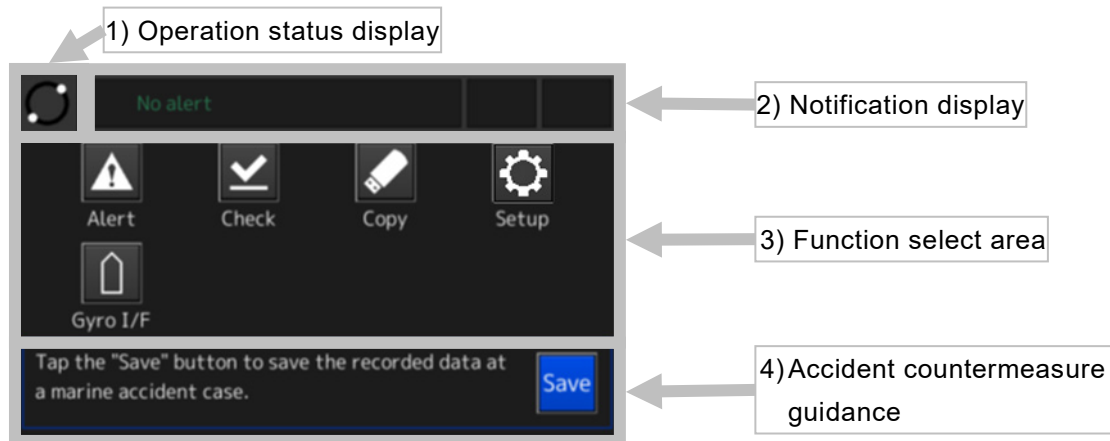 1) Operation status display
No alert
2) Notification display
Alert
Check
Copy
Setup
3) Function select area
Gyro I/F
Tap the "Save" button to save the recorded data at
a marine accident case.
Save
4) Accident countermeasure
guidance